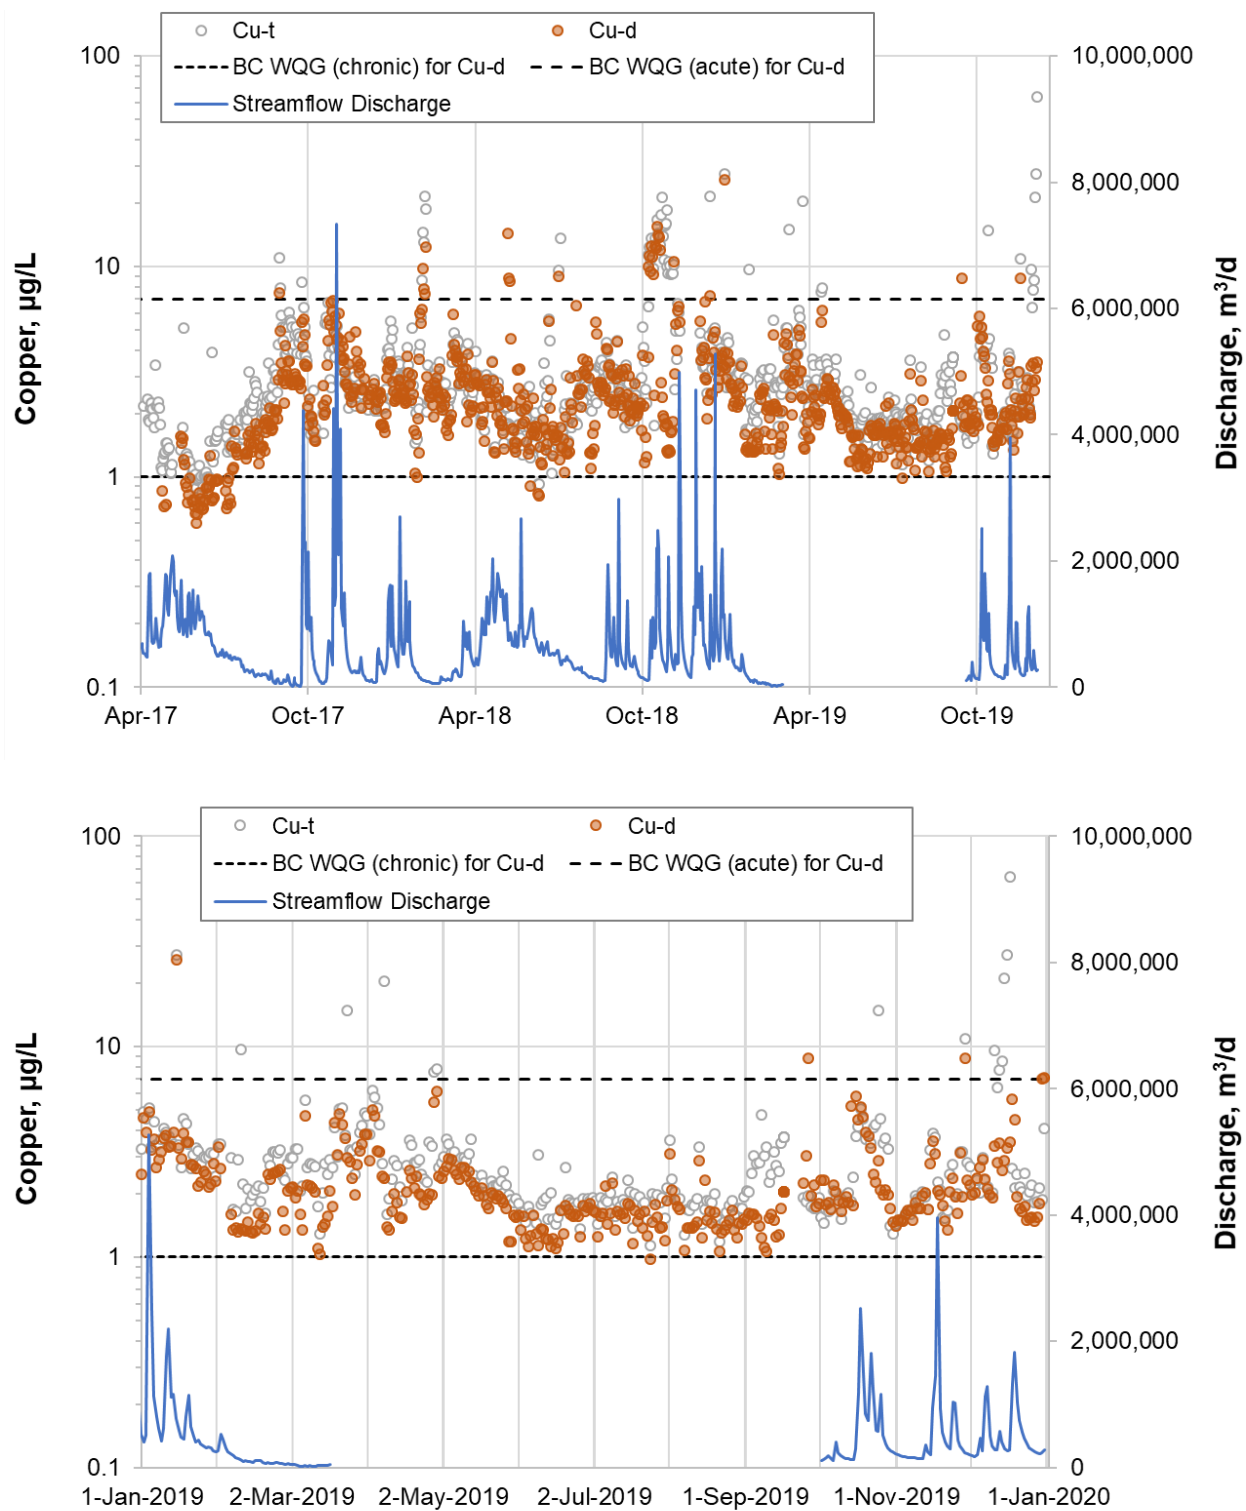 Cu-t Cu-d
BC WQG (chronic) for Cu-d BC WQG (acute) for Cu-d
Streamflow Discharge
100 10,000,000
8,000,000
10
6,000,000
Copper, µg/L
Discharge, m³/d
4,000,000
1
2,000,000
0.1 0
Apr-17 Oct-17 Apr-18 Oct-18 Apr-19 Oct-19
Cu-t Cu-d
BC WQG (chronic) for Cu-d BC WQG (acute) for Cu-d
Streamflow Discharge
100 10,000,000
8,000,000
10
6,000,000
Copper, µg/L
Discharge, m³/d
4,000,000
1
2,000,000
0.1 0
1-Jan-2019 2-Mar-2019 2-May-2019 2-Jul-2019 1-Sep-2019 1-Nov-2019 1-Jan-2020